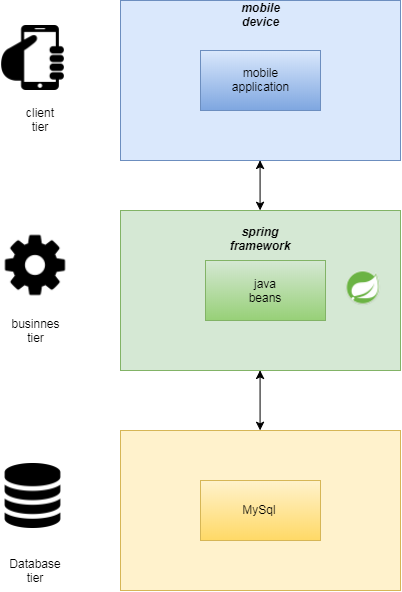 mobile
device
mobile
application
client
tier
spring
framework
java
beans
businnes
tier
MySql
Database
tier